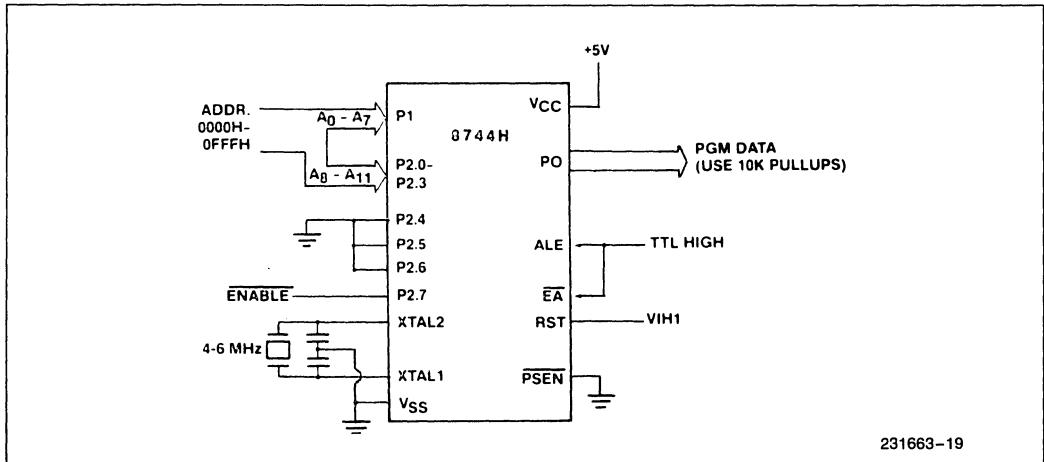 +5V
ADDR.
0000H-
0FFFH
A0 - A7
P1
VCC
8744H
P2.0-
P2.3
A8 - A11
PO
PGM DATA
(USE 10K PULLUPS)
P2.4
P2.5
P2.6
ALE
TTL HIGH
ENABLE
P2.7
EA
XTAL2
RST
VIH1
4-6 MHz
XTAL1
PSEN
VSS
231663-19